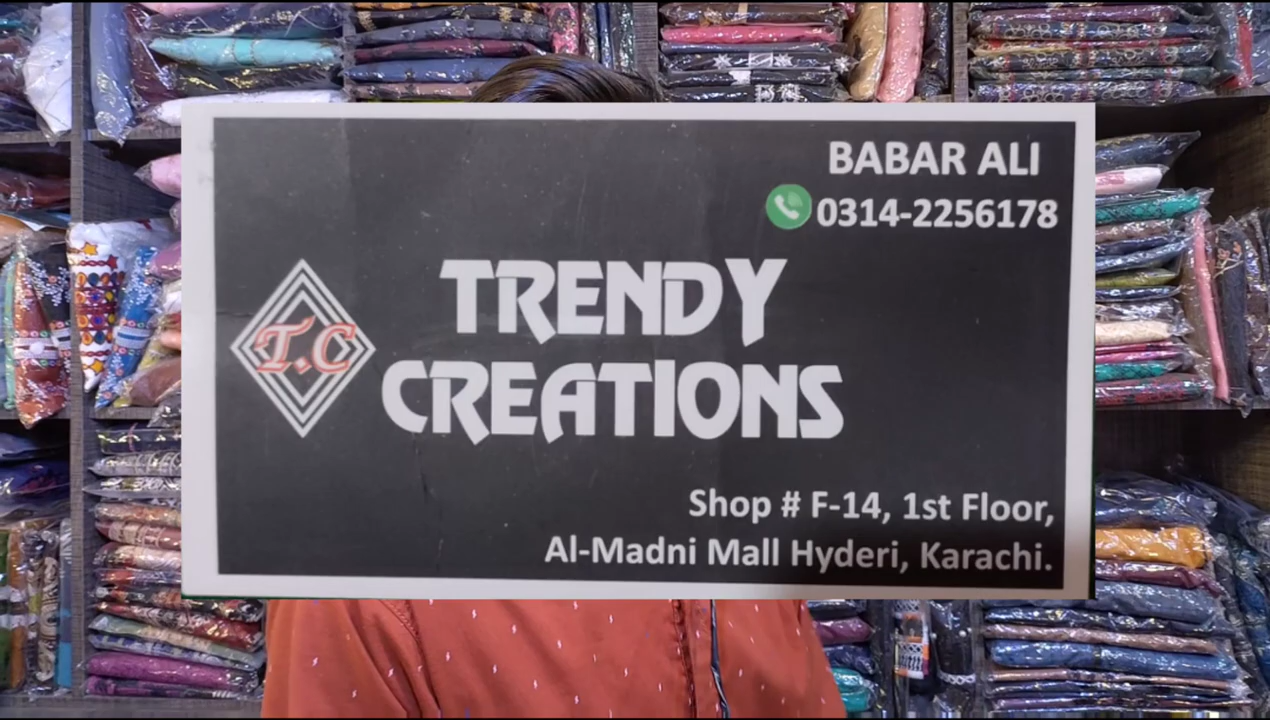 BABAR ALI
0314-2256178
T.C
TRENDY
CREATIONS
Shop # F-14, 1st Floor,
Al-Madni Mall Hyderi, Karachi.